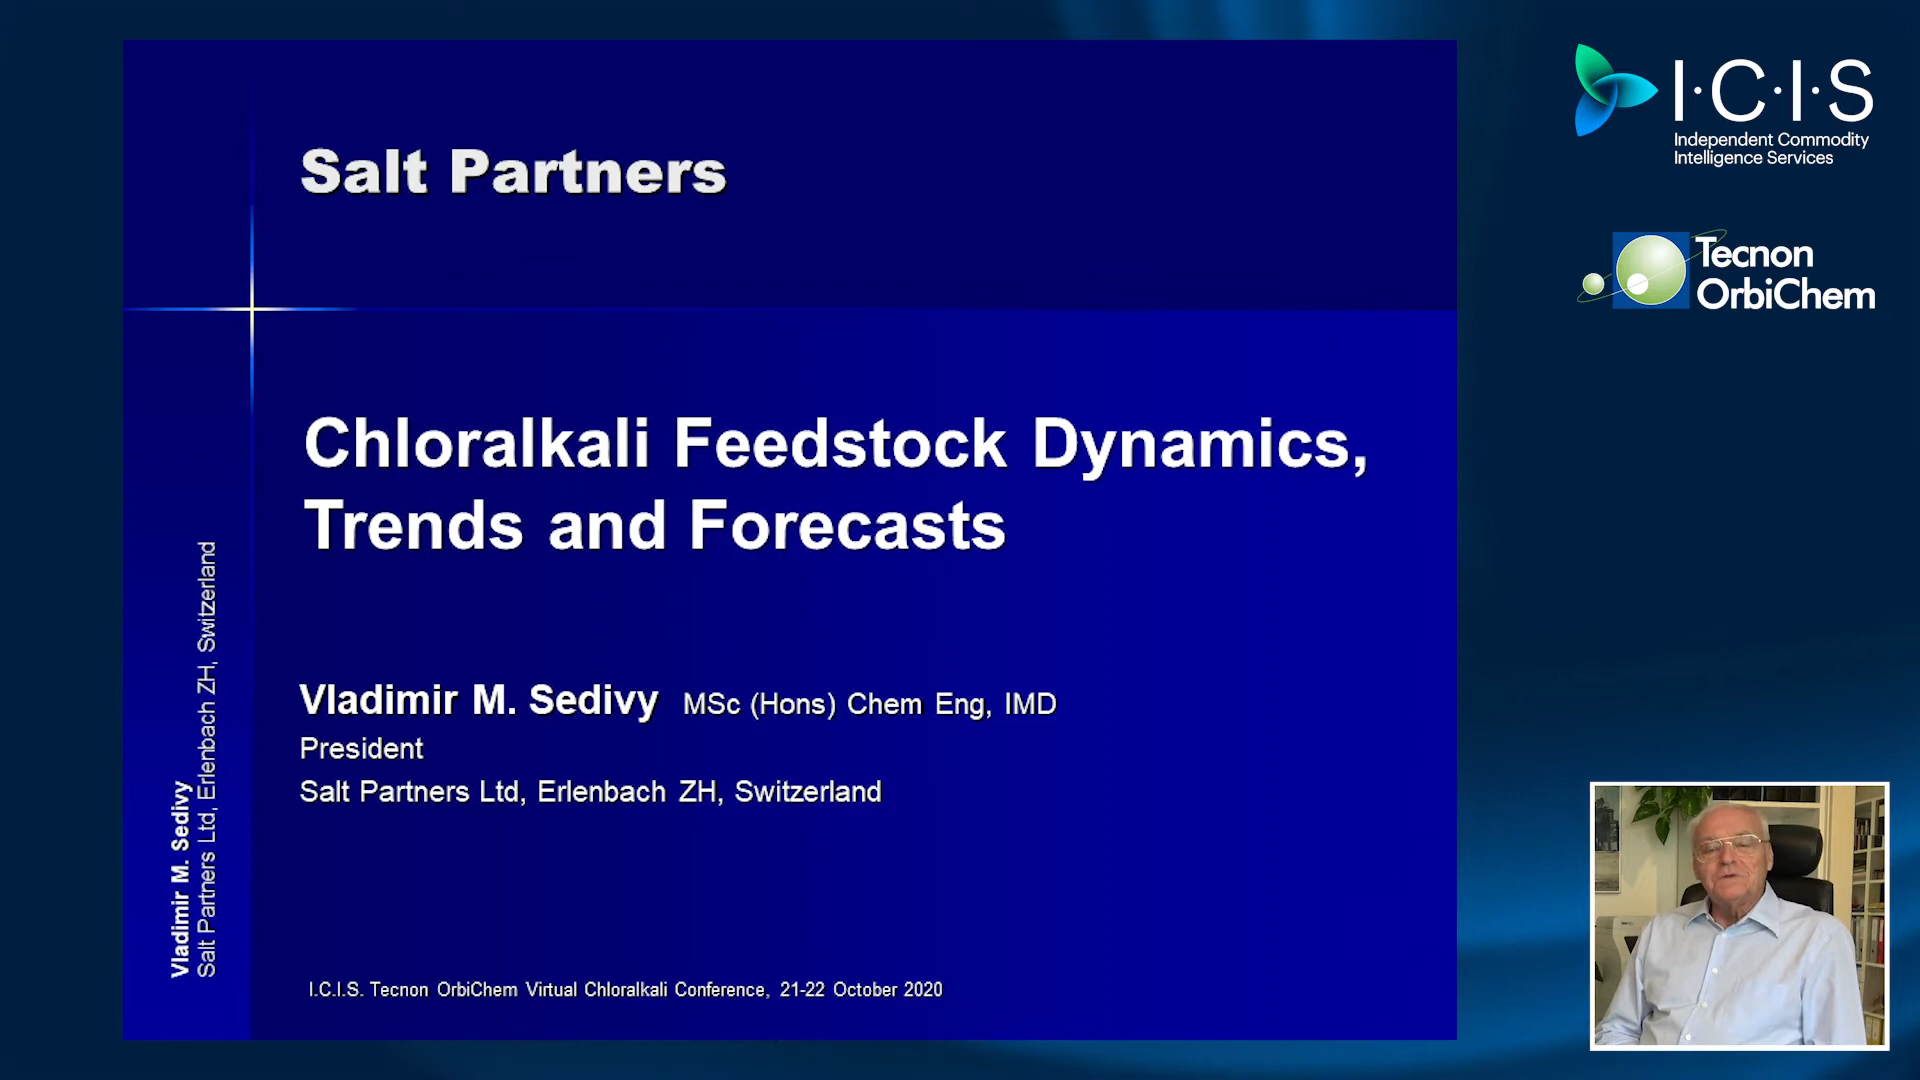 Salt Partners
Chloralkali Feedstock Dynamics,
Trends and Forecasts
Vladimir M. Sedivy MSc (Hons) Chem Eng, IMD
President
Salt Partners Ltd, Erlenbach ZH, Switzerland
I.C.I.S. Tecnon OrbiChem Virtual Chloralkali Conference, 21-22 October 2020
Vladimir M. Sedivy
Salt Partners Ltd, Erlenbach ZH, Switzerland
I·C·I·S
Independent Commodity
Intelligence Services
Tecnon
OrbiChem